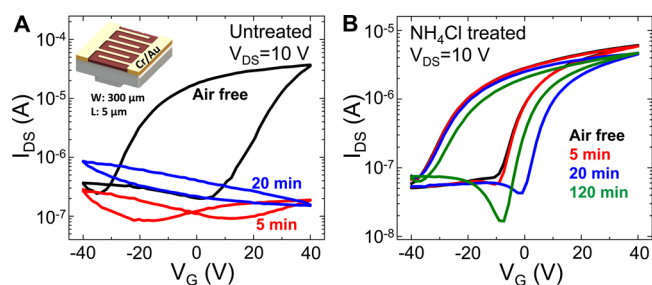 A
Untreated
V_DS=10 V
Cr/Au
W: 300 µm
L: 5 µm
Air free
20 min
5 min
10⁻⁴
10⁻⁵
10⁻⁶
10⁻⁷
I_DS (A)
-40 -20 0 20 40
V_G (V)
B
NH₄Cl treated
V_DS=10 V
Air free
5 min
20 min
120 min
10⁻⁵
10⁻⁶
10⁻⁷
10⁻⁸
I_DS (A)
-40 -20 0 20 40
V_G (V)